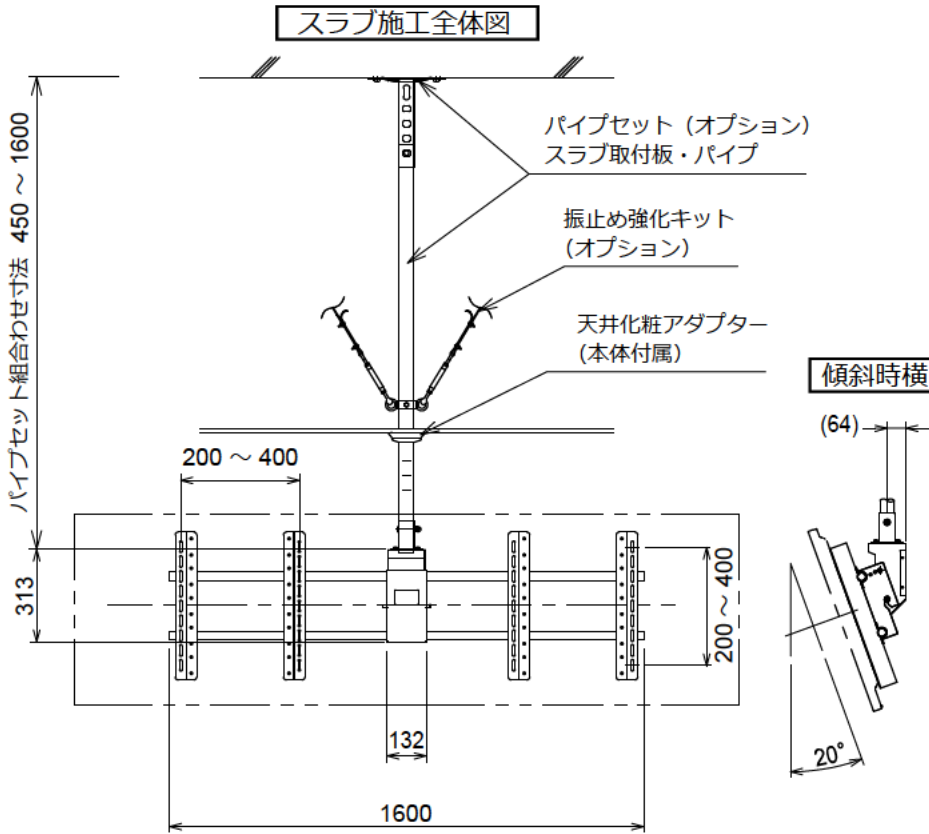 スラブ施工全体図
パイプセット（オプション）
スラブ取付板・パイプ
振止め強化キット
（オプション）
天井化粧アダプター
（本体付属）
傾斜時横
パイプセット組合わせ寸法 450 ～ 1600
(64)
200 ～ 400
313
200 ～ 400
132
20°
1600